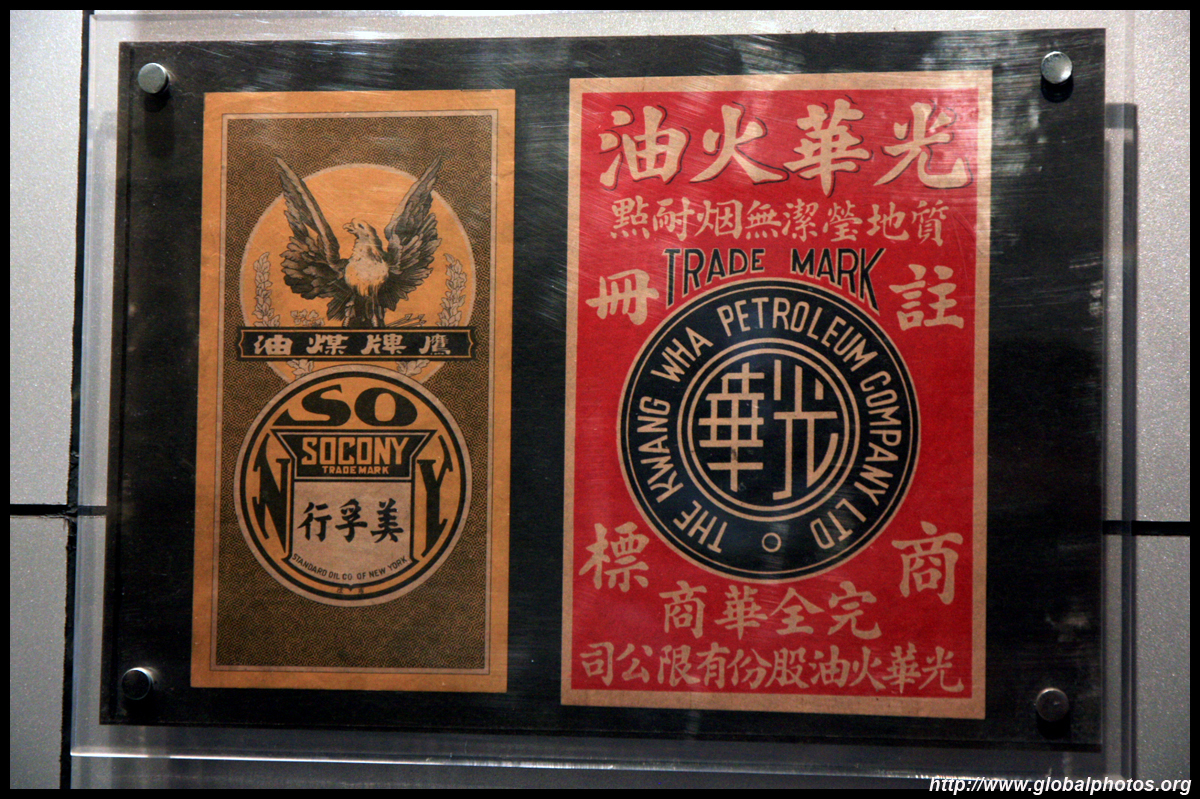 鷹牌煤油
SO
SOCONY
TRADE MARK
N Y
美孚行
STANDARD OIL CO. OF NEW YORK
光華火油
質地瑩潔無烟耐點
TRADE MARK
註冊
THE KWANG WHA PETROLEUM COMPANY LTD
光華
商標
完全華商
光華火油股份有限公司
http://www.globalphotos.org